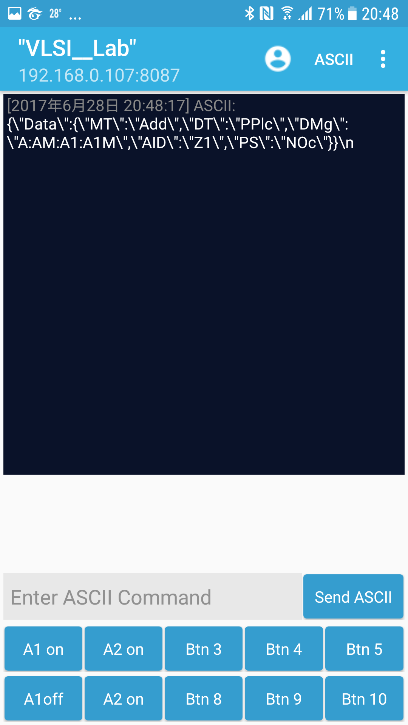 28° ... 71% 20:48
"VLSI__Lab"
192.168.0.107:8087
ASCII
[2017年6月28日 20:48:17] ASCII:
{\"Data\":{\"MT\":\"Add\",\"DT\":\"PPlc\",\"DMg\":
\"A:AM:A1:A1M\",\"AID\":\"Z1\",\"PS\":\"NOc\"}}\n
Enter ASCII Command
Send ASCII
A1 on A2 on Btn 3 Btn 4 Btn 5
A1off A2 on Btn 8 Btn 9 Btn 10